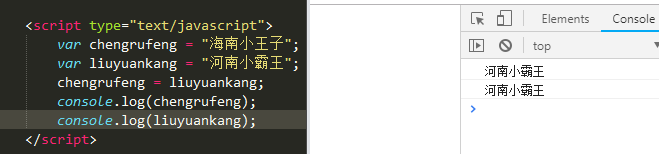 <script type="text/javascript">
var chengrufeng = "海南小王子";
var liuyuankang = "河南小霸王";
chengrufeng = liuyuankang;
console.log(chengrufeng);
console.log(liuyuankang);
</script>
Elements Console
top
河南小霸王
河南小霸王